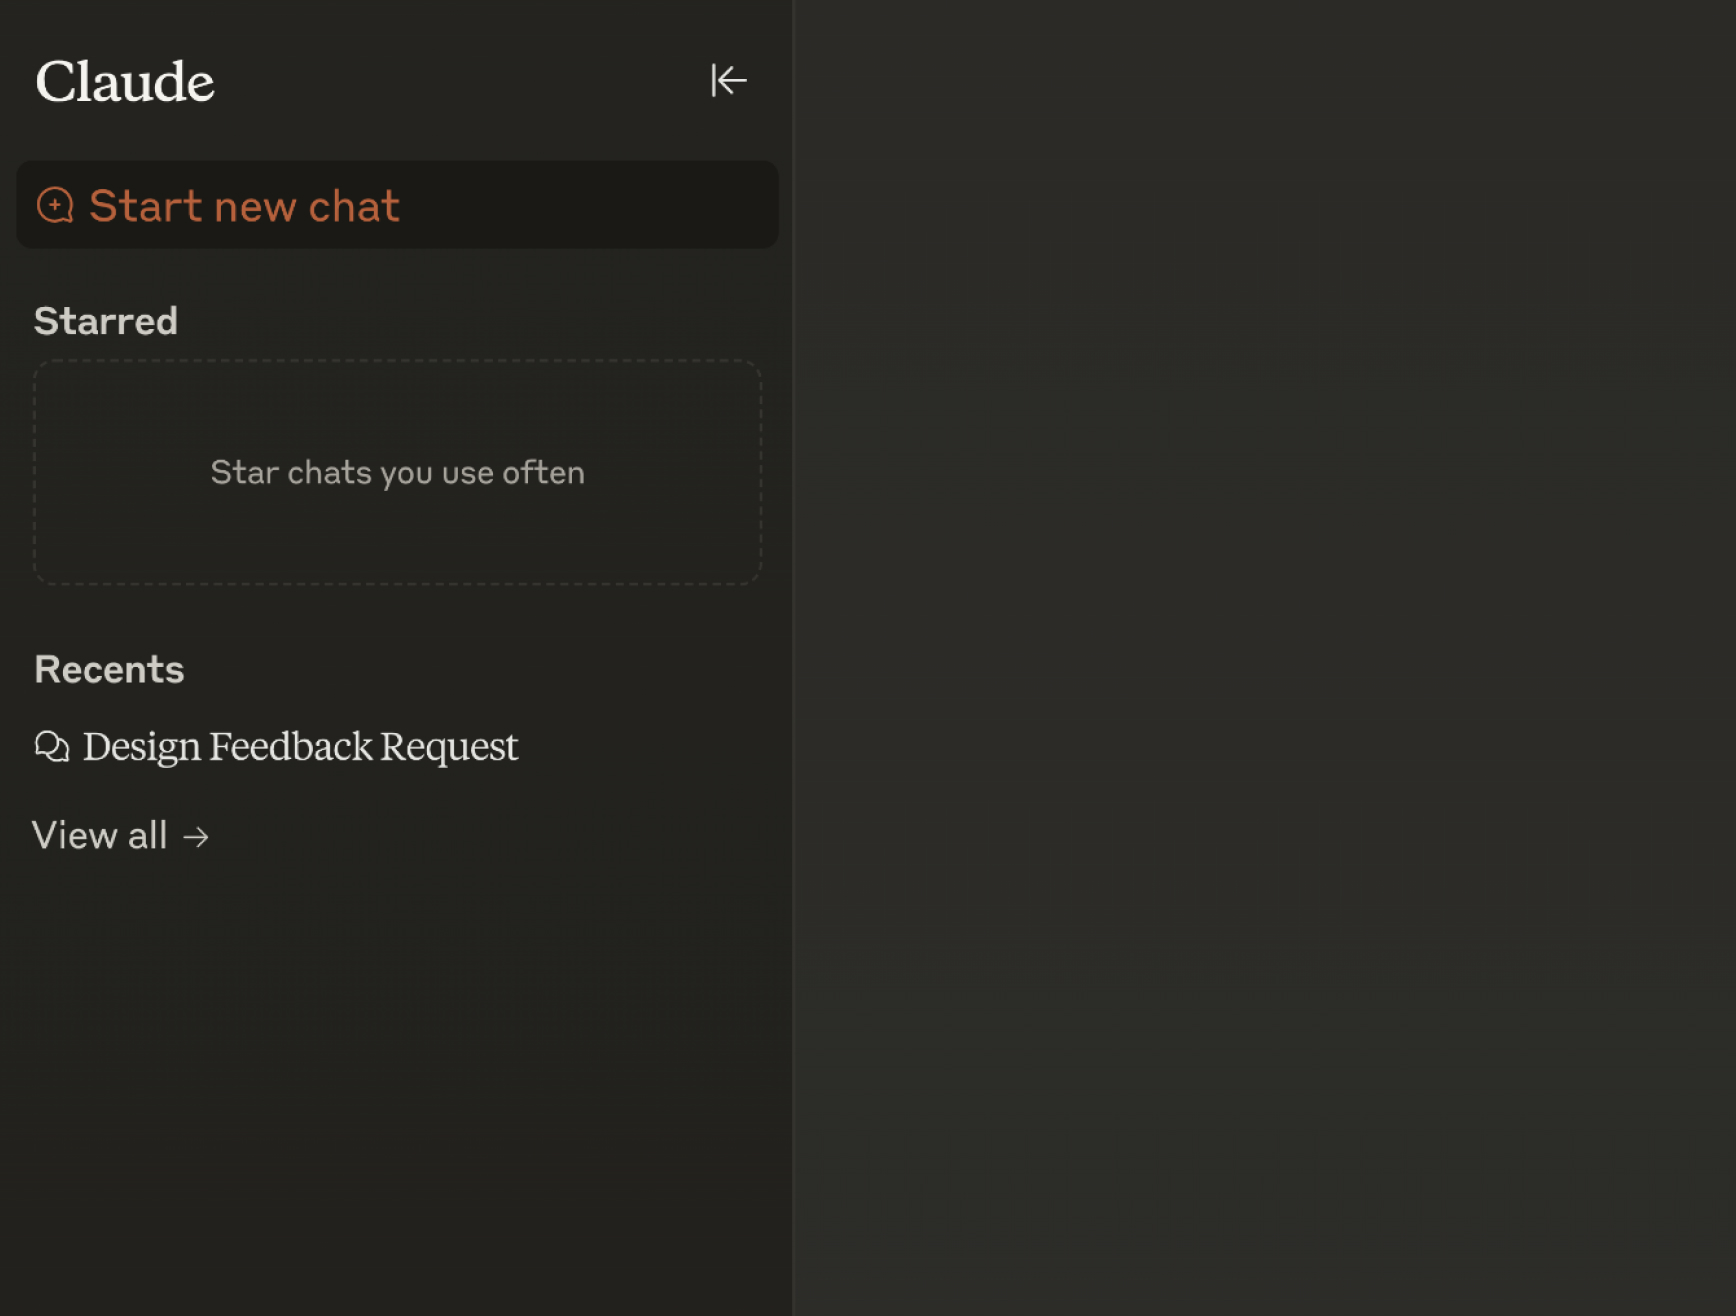 Claude
Start new chat
Starred
Star chats you use often
Recents
Design Feedback Request
View all →